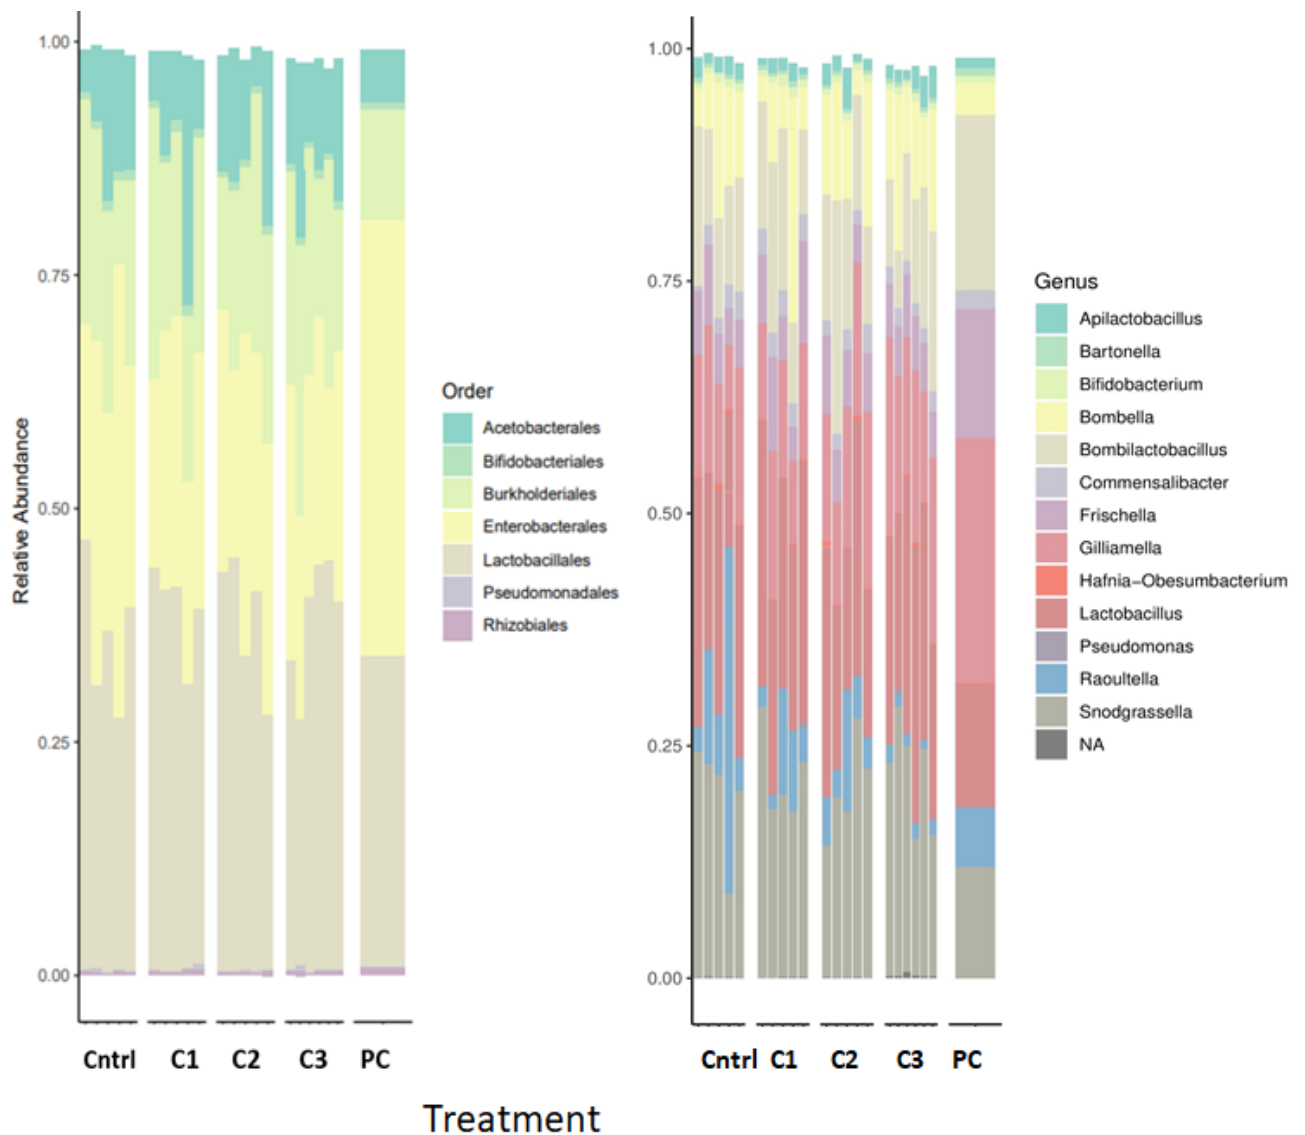 1.00
0.75
0.50
0.25
0.00
Relative Abundance
Cntrl C1 C2 C3 PC
Order
Acetobacterales
Bifidobacteriales
Burkholderiales
Enterobacterales
Lactobacillales
Pseudomonadales
Rhizobiales
1.00
0.75
0.50
0.25
0.00
Cntrl C1 C2 C3 PC
Genus
Apilactobacillus
Bartonella
Bifidobacterium
Bombella
Bombilactobacillus
Commensalibacter
Frischella
Gilliamella
Hafnia−Obesumbacterium
Lactobacillus
Pseudomonas
Raoultella
Snodgrassella
NA
Treatment